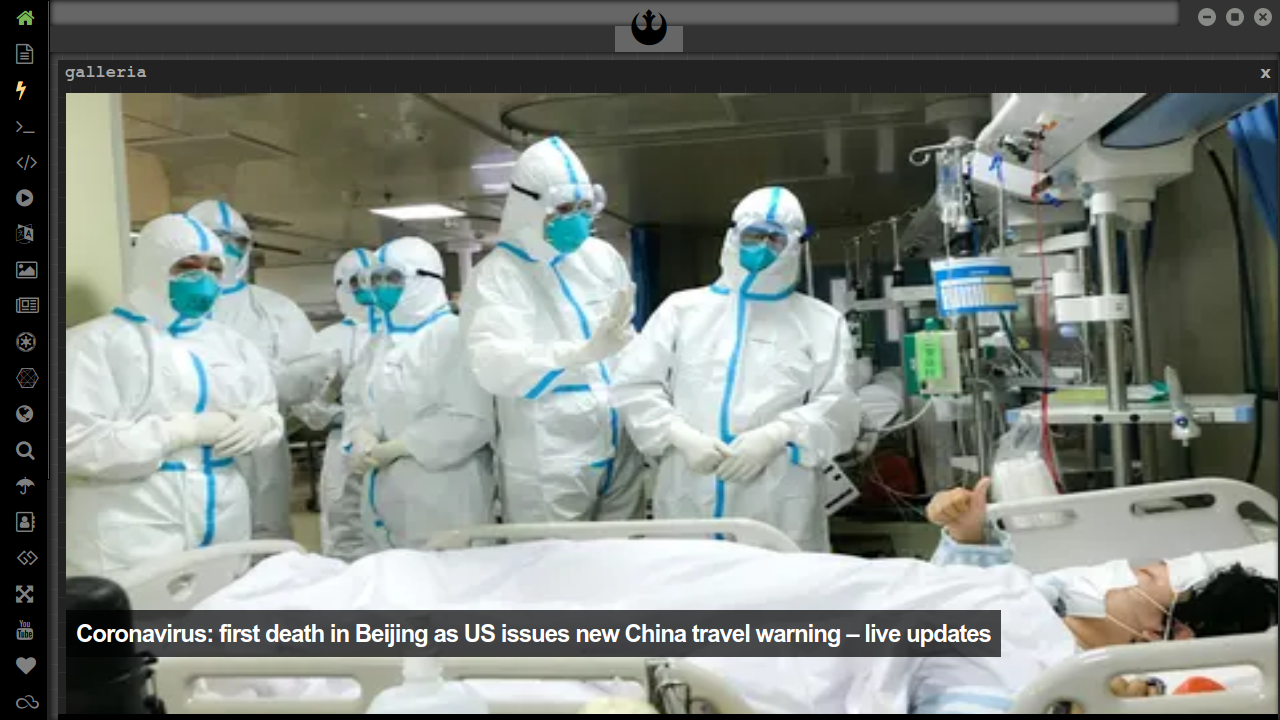 galleria
x
Coronavirus: first death in Beijing as US issues new China travel warning – live updates
You
Tube